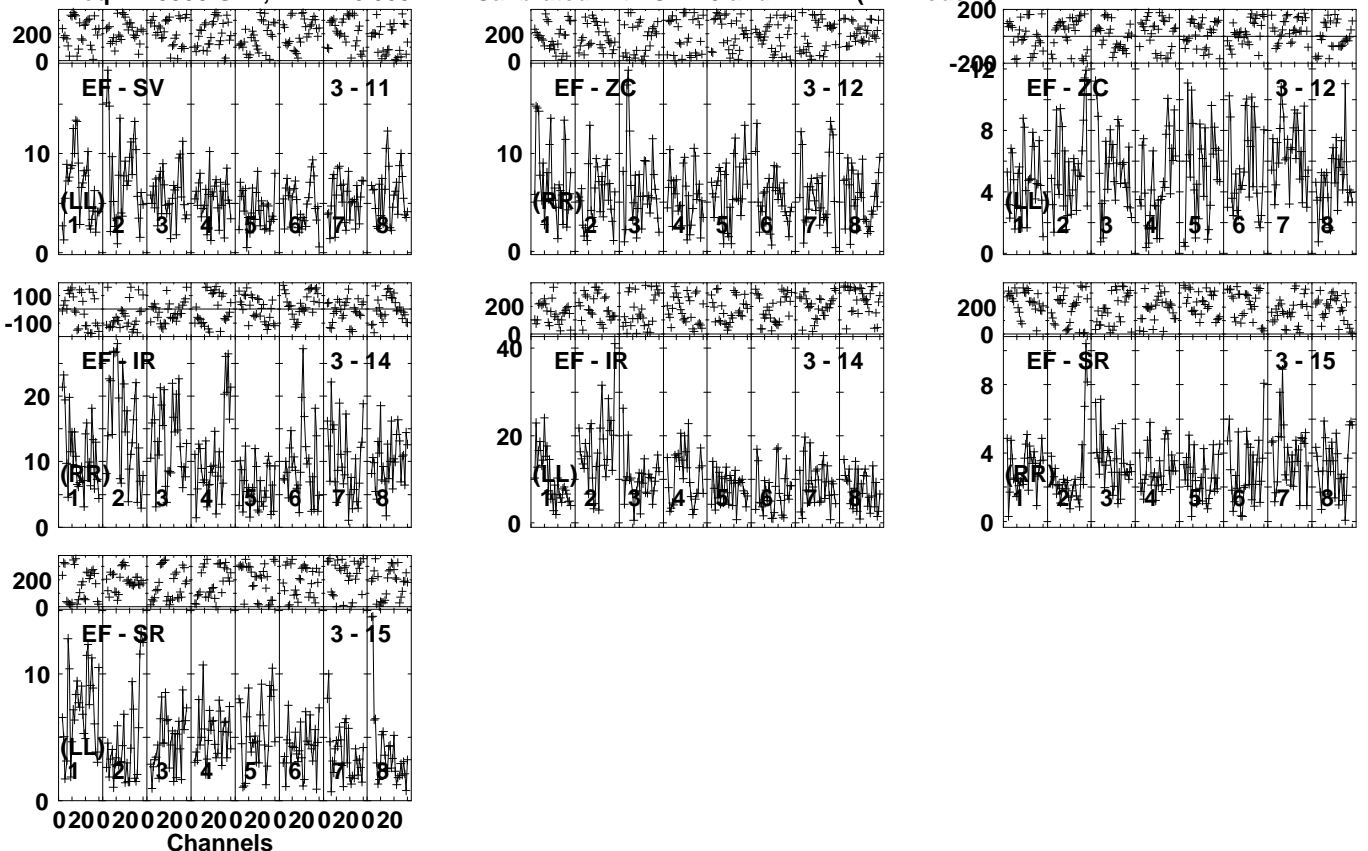 200
0
EF - SV 3 - 11
10
(LL)
1 2 3 4 5 6 7 8
0
200
0
EF - ZC 3 - 12
10
(RR)
1 2 3 4 5 6 7 8
0
200
-200
12
EF - ZC 3 - 12
8
4
(LL)
1 2 3 4 5 6 7 8
0
100
-100
EF - IR 3 - 14
20
10
(RR)
1 2 3 4 5 6 7 8
0
200
0
40
EF - IR 3 - 14
20
(LL)
1 2 3 4 5 6 7 8
0
200
0
EF - SR 3 - 15
8
4
(RR)
1 2 3 4 5 6 7 8
0
200
0
EF - SR 3 - 15
10
(LL)
1 2 3 4 5 6 7 8
0
0 20 0 20 0 20 0 20 0 20 0 20 0 20 0 20
Channels